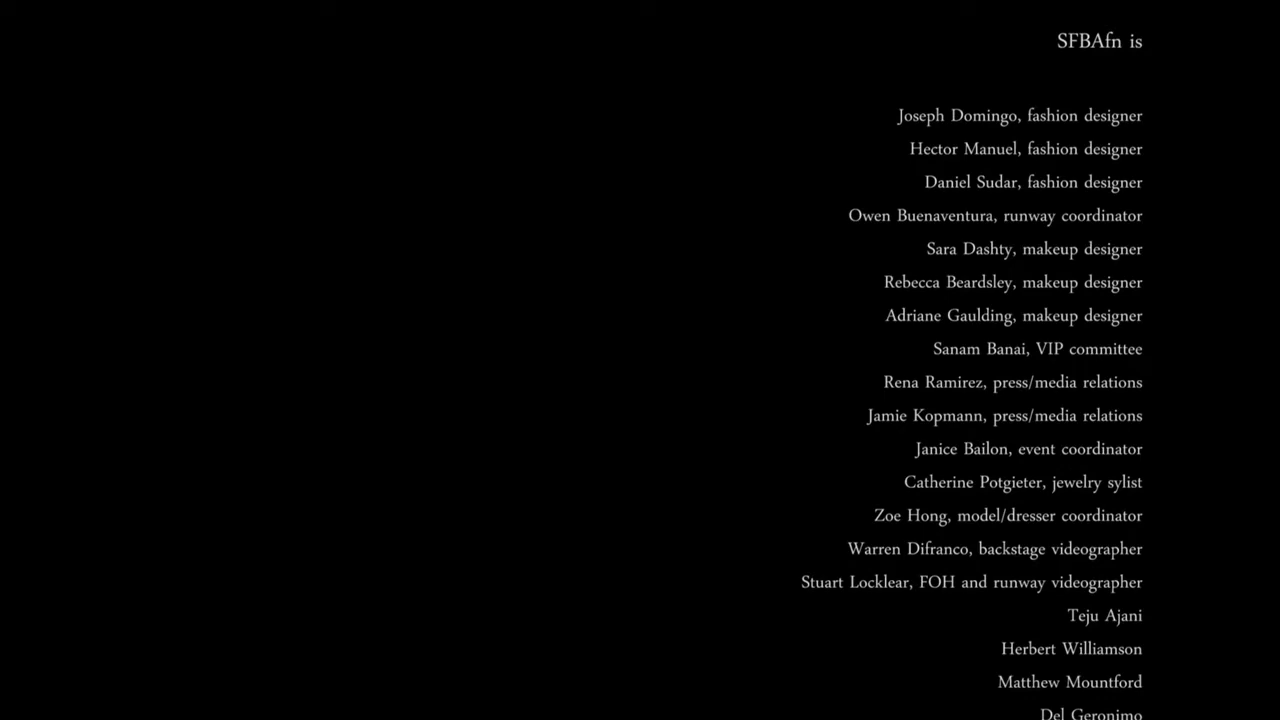 SFBAfn is
Joseph Domingo, fashion designer
Hector Manuel, fashion designer
Daniel Sudar, fashion designer
Owen Buenaventura, runway coordinator
Sara Dashty, makeup designer
Rebecca Beardsley, makeup designer
Adriane Gaulding, makeup designer
Sanam Banai, VIP committee
Rena Ramirez, press/media relations
Jamie Kopmann, press/media relations
Janice Bailon, event coordinator
Catherine Potgieter, jewelry sylist
Zoe Hong, model/dresser coordinator
Warren Difranco, backstage videographer
Stuart Locklear, FOH and runway videographer
Teju Ajani
Herbert Williamson
Matthew Mountford
Del Geronimo